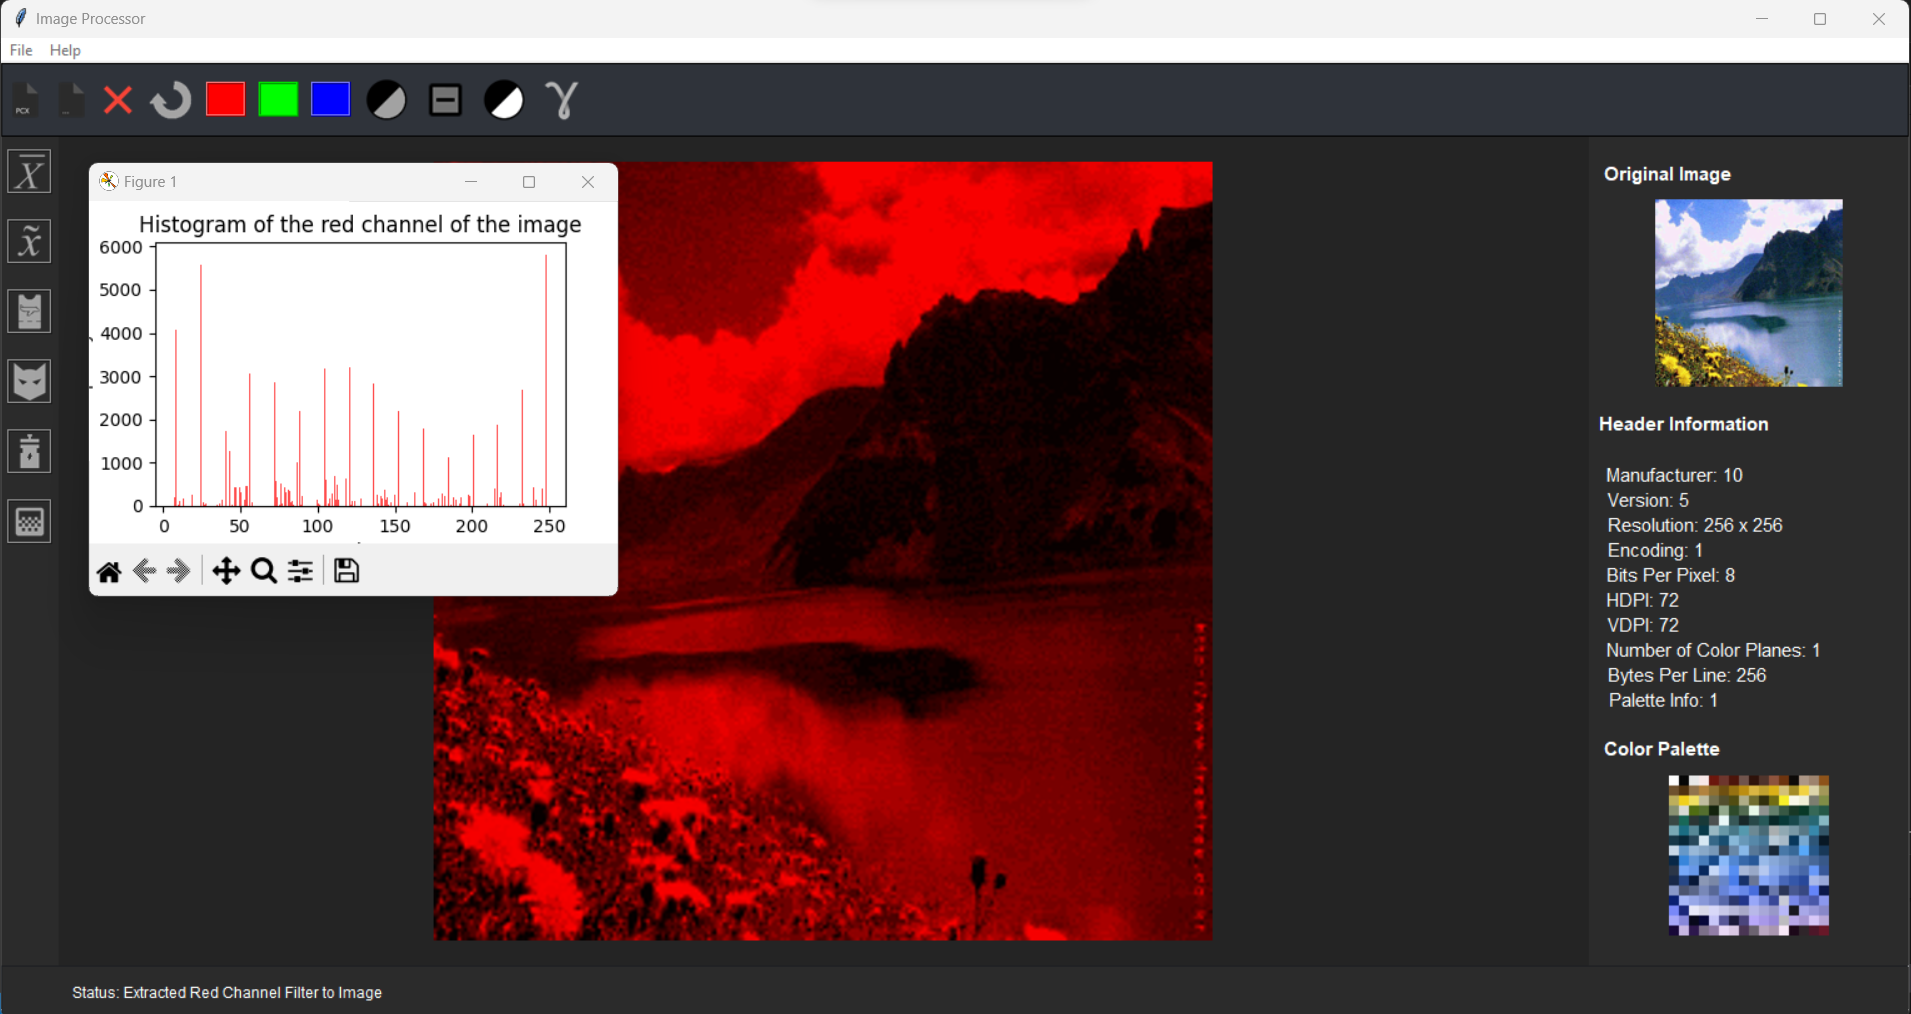 Image Processor
File Help
PCX
Figure 1
Histogram of the red channel of the image
6000
5000
4000
3000
2000
1000
0
0 50 100 150 200 250
Original Image
Header Information
Manufacturer: 10
Version: 5
Resolution: 256 x 256
Encoding: 1
Bits Per Pixel: 8
HDPI: 72
VDPI: 72
Number of Color Planes: 1
Bytes Per Line: 256
Palette Info: 1
Color Palette
Status: Extracted Red Channel Filter to Image